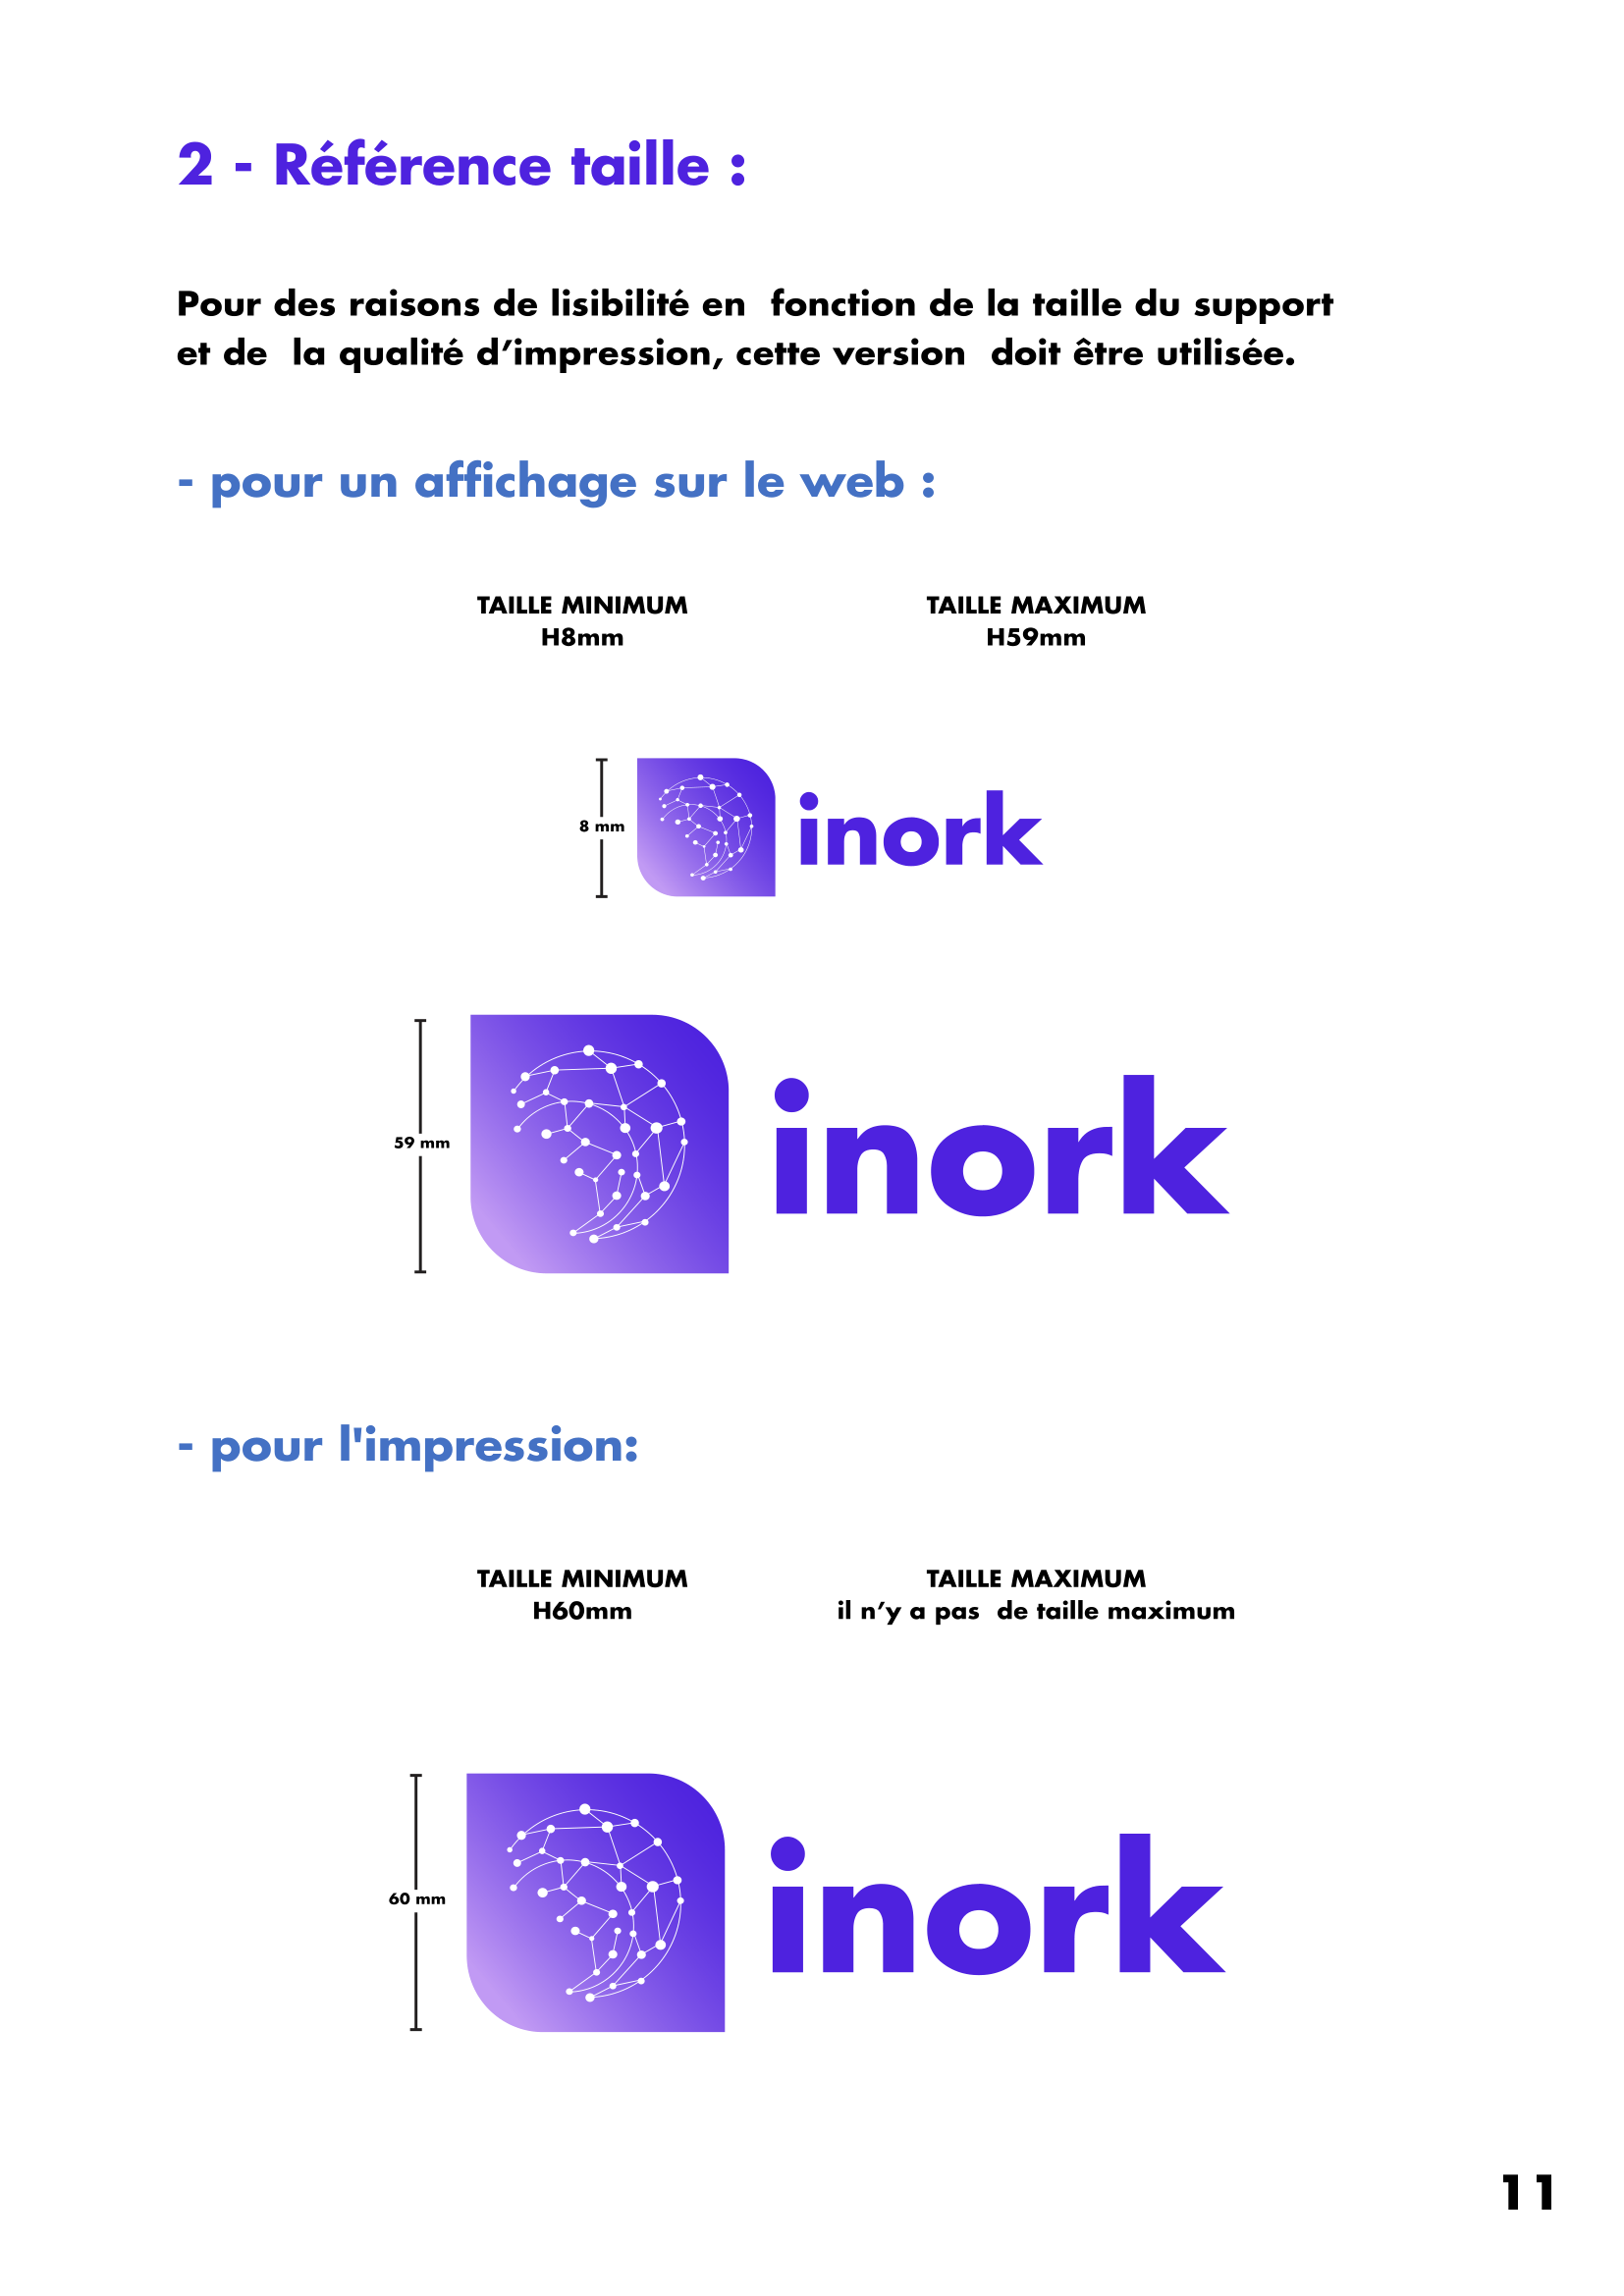 2 - Référence taille :
Pour des raisons de lisibilité en  fonction de la taille du support
et de  la qualité d’impression, cette version  doit être utilisée.
- pour un affichage sur le web :
TAILLE MINIMUM
H8mm
TAILLE MAXIMUM
H59mm
8 mm
inork
59 mm
inork
- pour l'impression:
TAILLE MINIMUM
H60mm
TAILLE MAXIMUM
il n’y a pas  de taille maximum
60 mm
inork
11